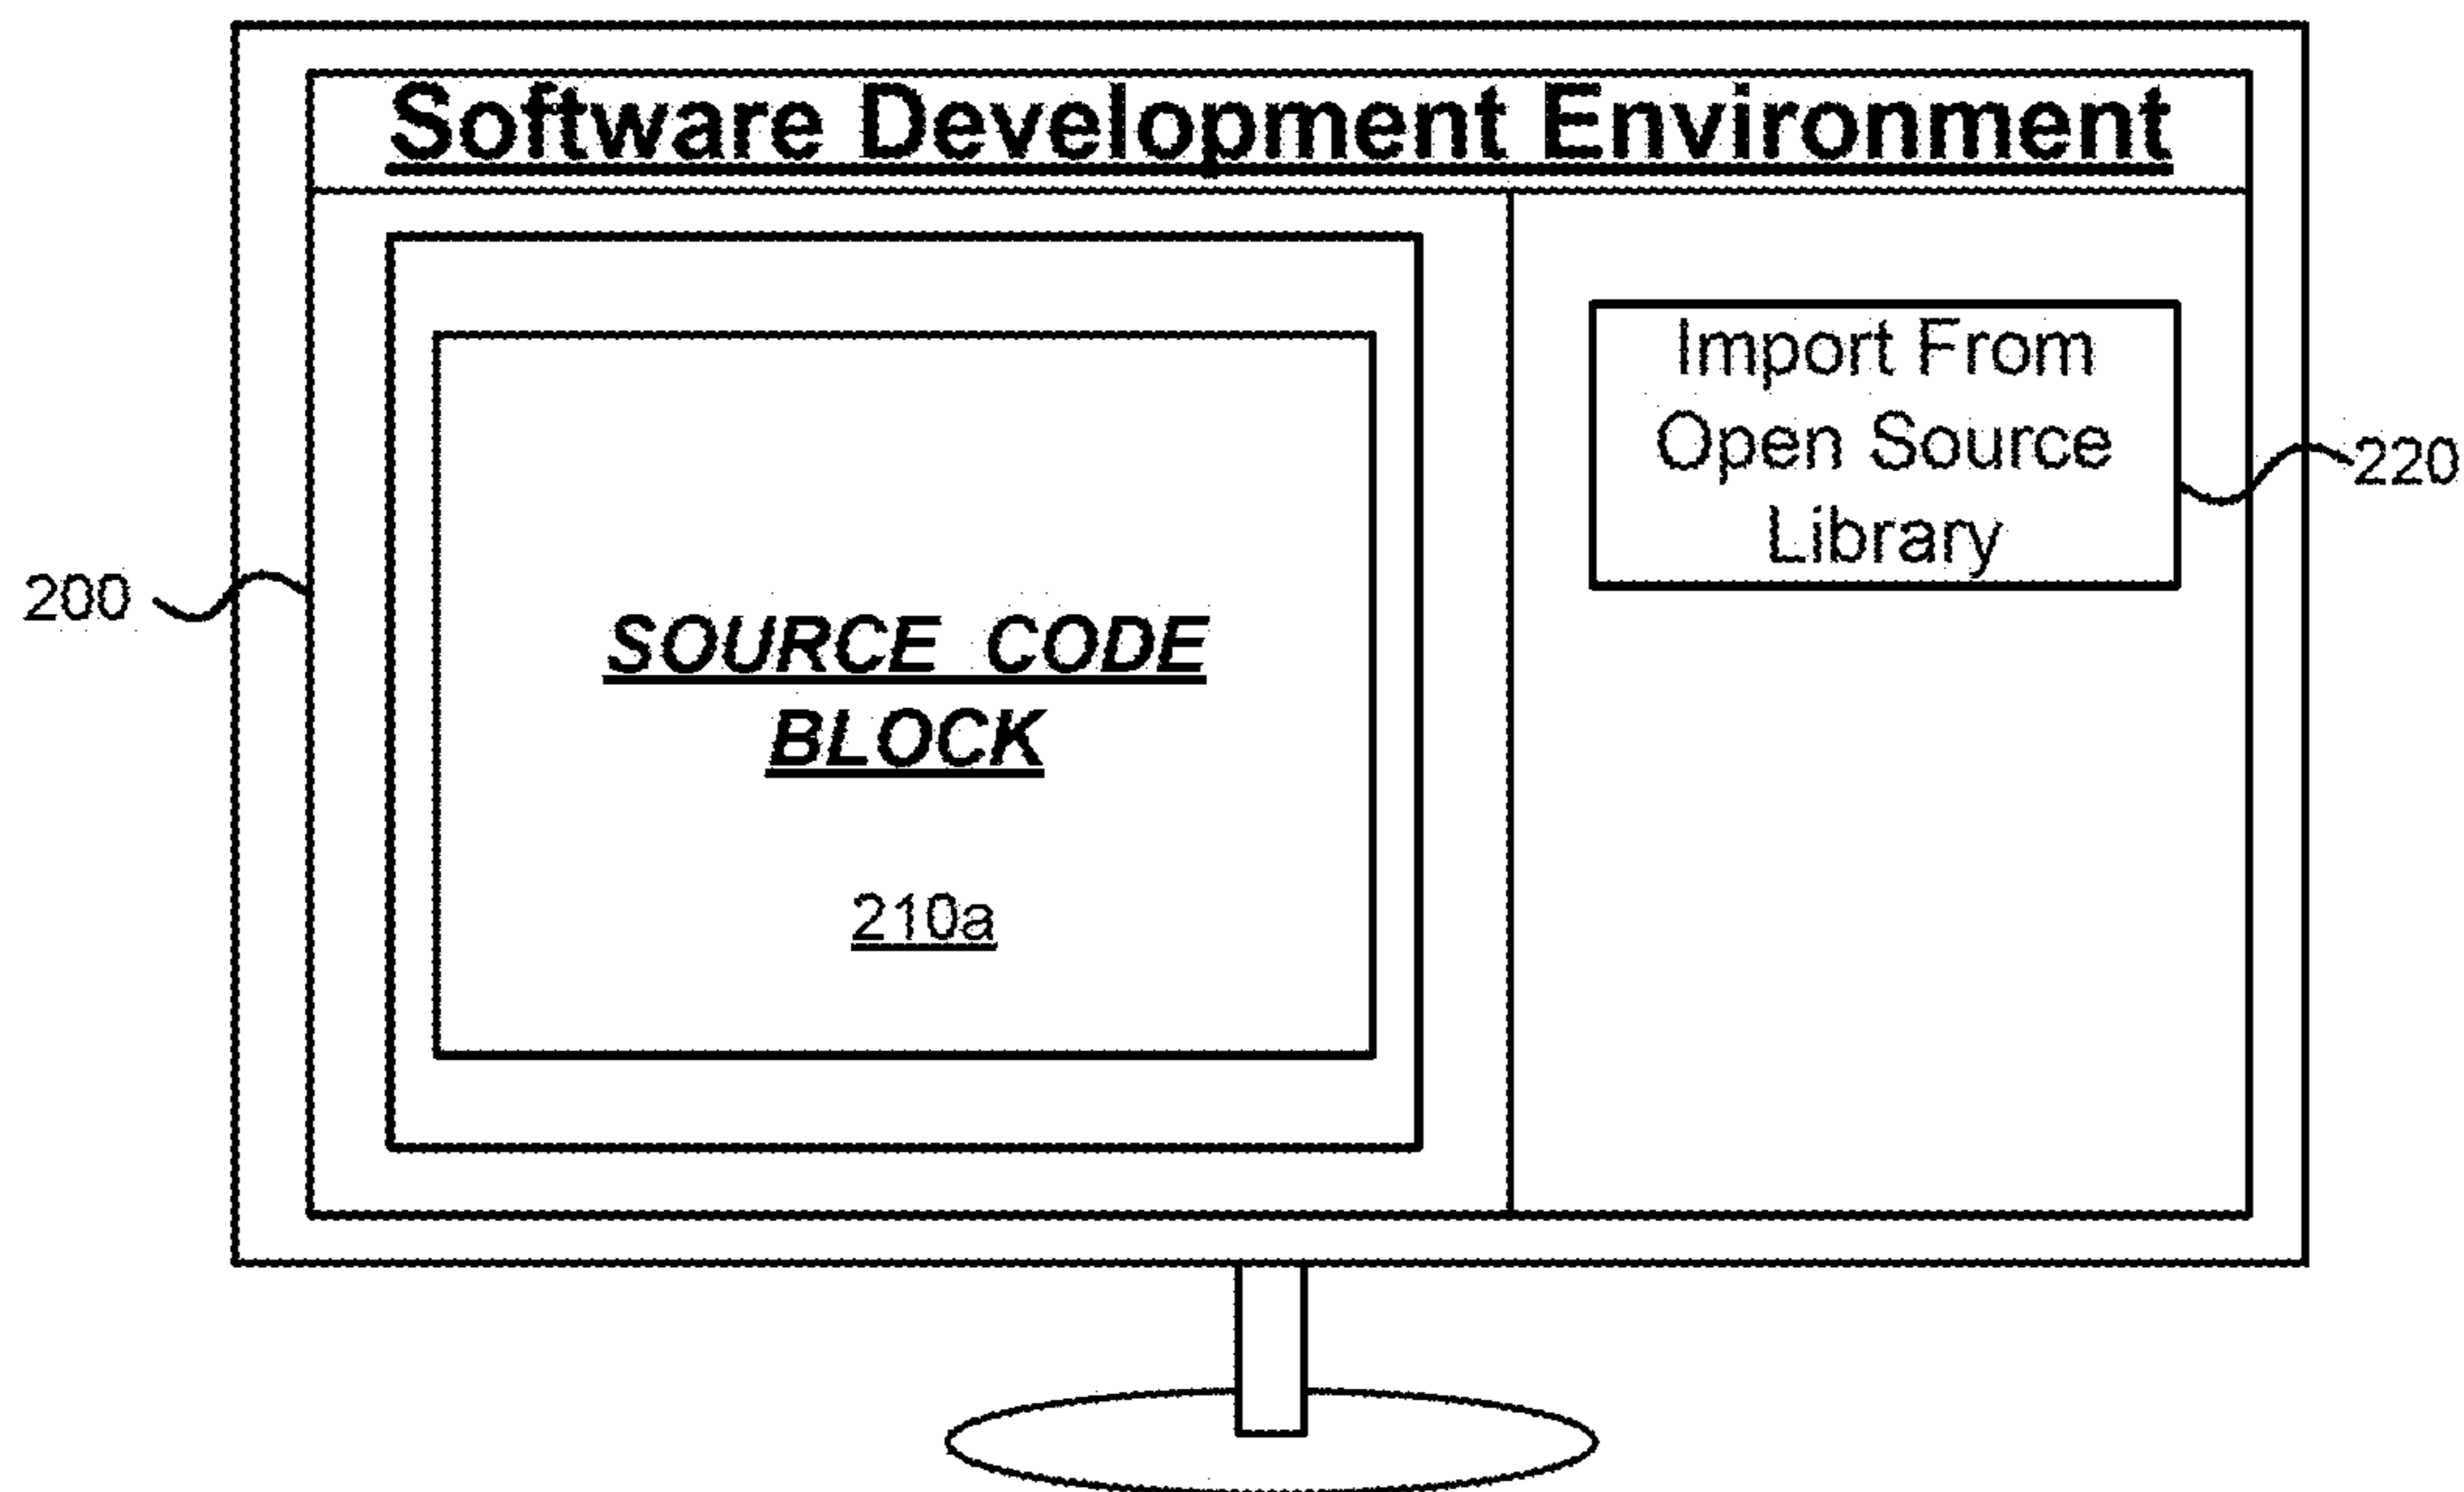 Software Development Environment
Import From
Open Source
Library
220
200
SOURCE CODE
BLOCK
210a